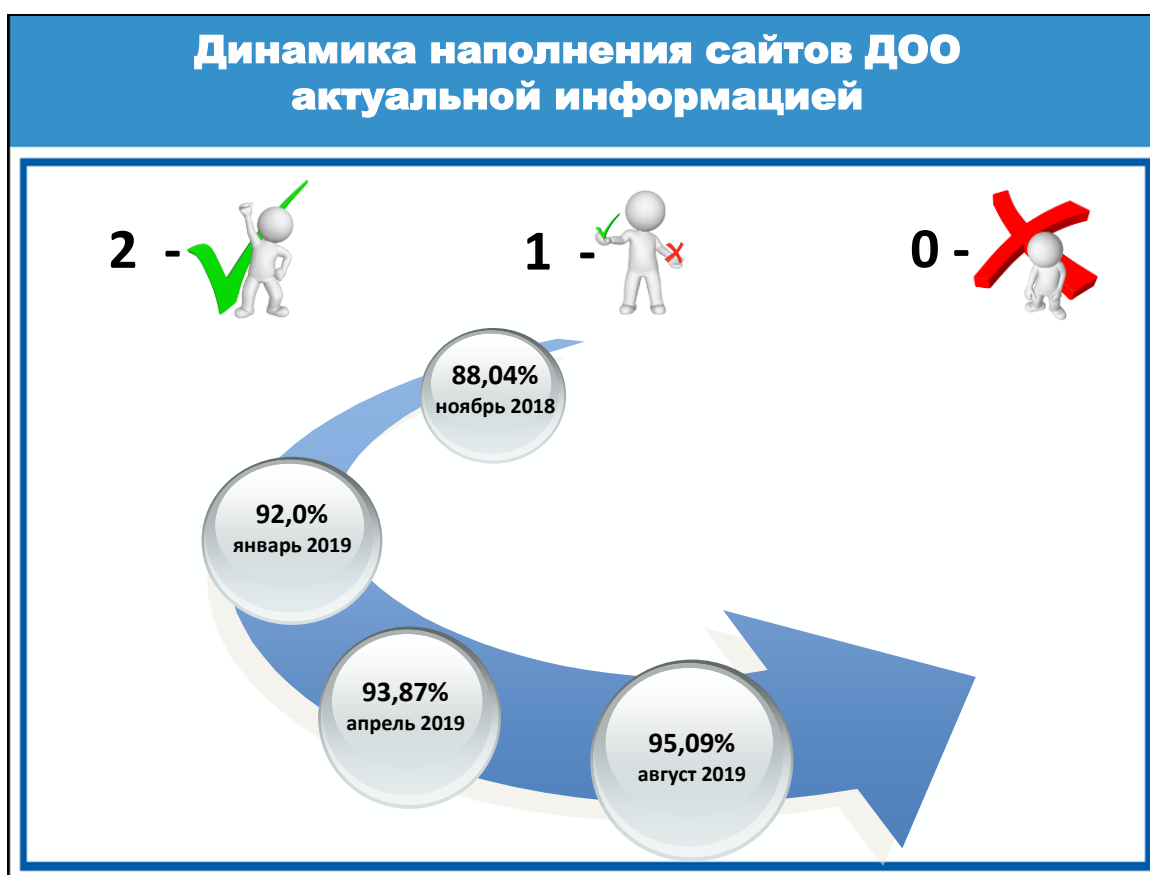 Динамика наполнения сайтов ДОО
актуальной информацией
2 -
1 -
0 -
88,04%
ноябрь 2018
92,0%
январь 2019
93,87%
апрель 2019
95,09%
август 2019